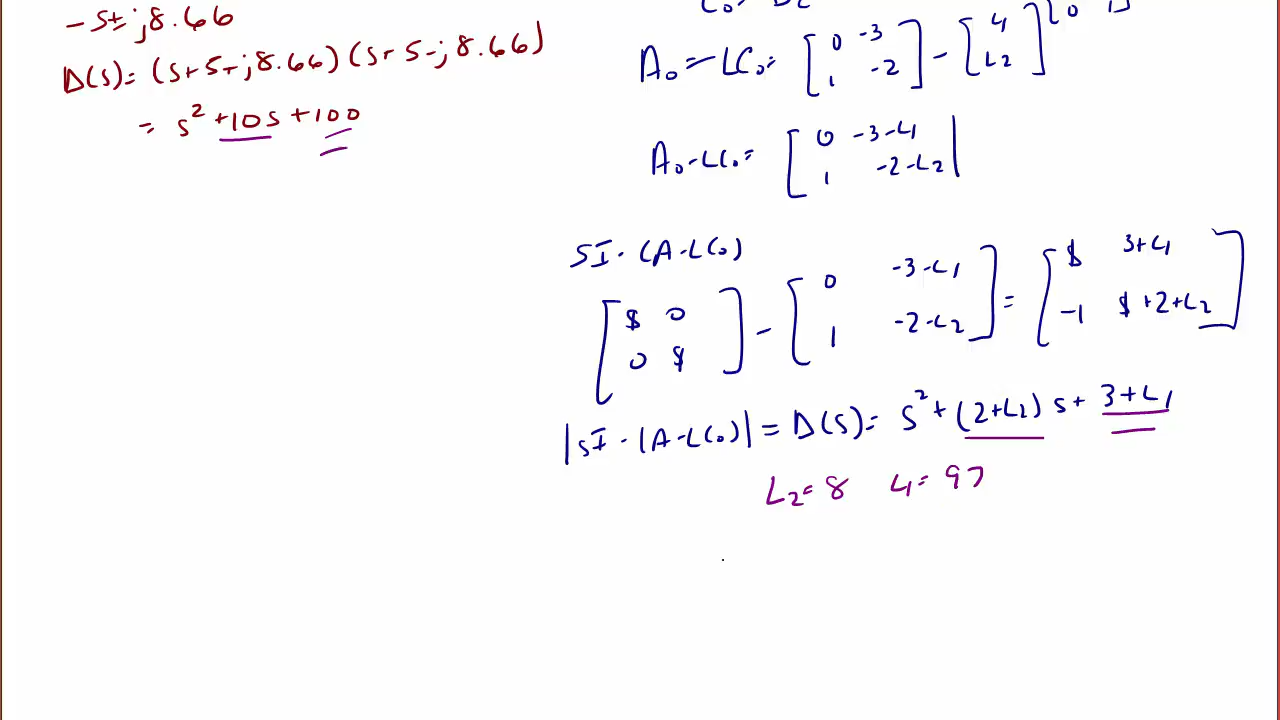 -5± j8.66
Δ(s)= (s+5+j8.66)(s+5-j8.66)
= s² +10s +100
A₀-LC₀= [0 -3; 1 -2] - [L1; L2][0 1]
A₀-LC₀= [0 -3-L1; 1 -2-L2]
SI-(A-LC₀)
[s 0; 0 s] - [0 -3-L1; 1 -2-L2] = [s 3+L1; -1 s+2+L2]
|SI-(A-LC₀)| = Δ(s)= s²+(2+L2)s+ 3+L1
L2=8 L1=97